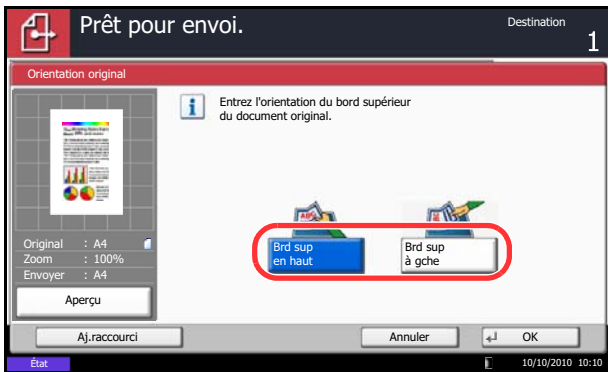 Prêt pour envoi.
Destination
1
Orientation original
Entrez l'orientation du bord supérieur
du document original.
Original : A4
Zoom : 100%
Envoyer : A4
Aperçu
Brd sup
en haut
Brd sup
à gche
Aj.raccourci
Annuler
OK
État
10/10/2010 10:10